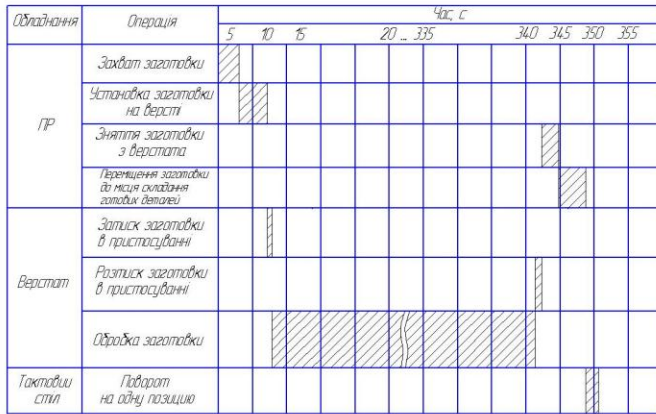 Обладнання
Операція
Час, с
5 10 15 20 ... 335 340 345 350 355
ПР
Захват заготовки
Установка заготовки
на версті
Зняття заготовки
з верстата
Переміщення заготовки
до місця складання
готових деталей
Верстат
Затиск заготовки
в пристосуванні
Розтиск заготовки
в пристосуванні
Обробка заготовки
Тактовий
стіл
Поворот
на одну позицію